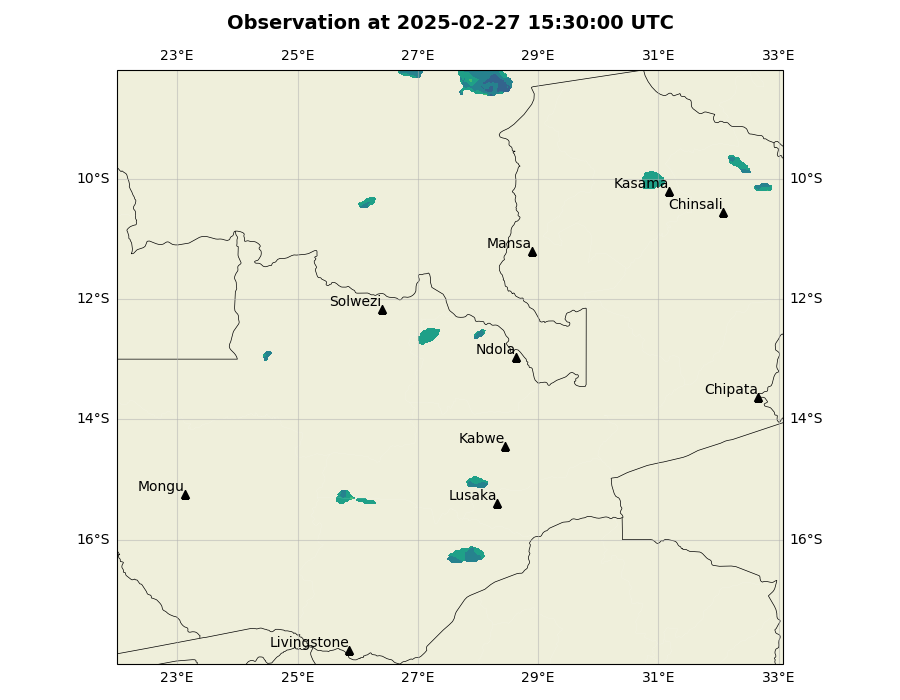 Observation at 2025-02-27 15:30:00 UTC
23°E 25°E 27°E 29°E 31°E 33°E
10°S 10°S
Kasama
Chinsali
Mansa
12°S 12°S
Solwezi
Ndola
Chipata
14°S 14°S
Kabwe
Mongu
Lusaka
16°S 16°S
Livingstone
23°E 25°E 27°E 29°E 31°E 33°E